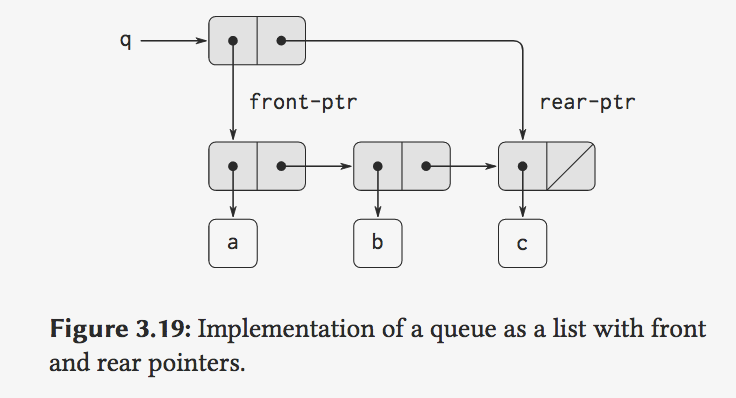 q
front-ptr
rear-ptr
a
b
c
Figure 3.19: Implementation of a queue as a list with front
and rear pointers.